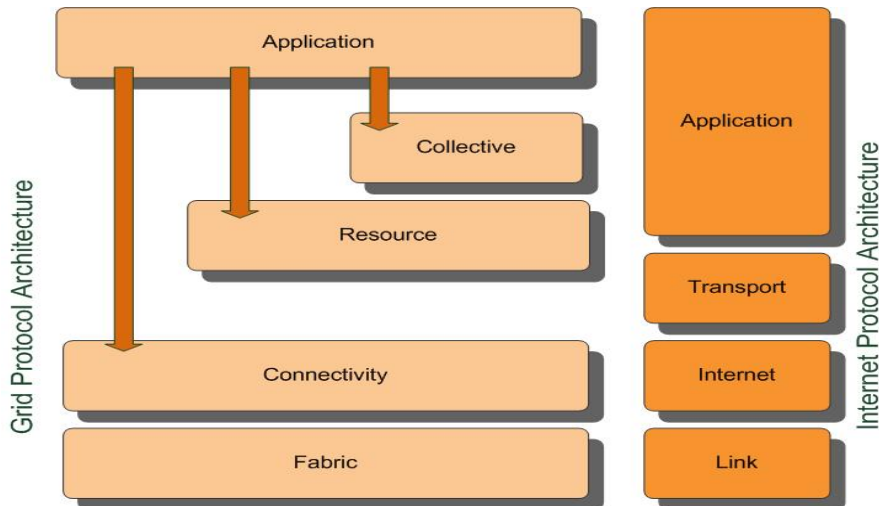 Grid Protocol Architecture
Application
Collective
Resource
Connectivity
Fabric
Application
Transport
Internet
Link
Internet Protocol Architecture